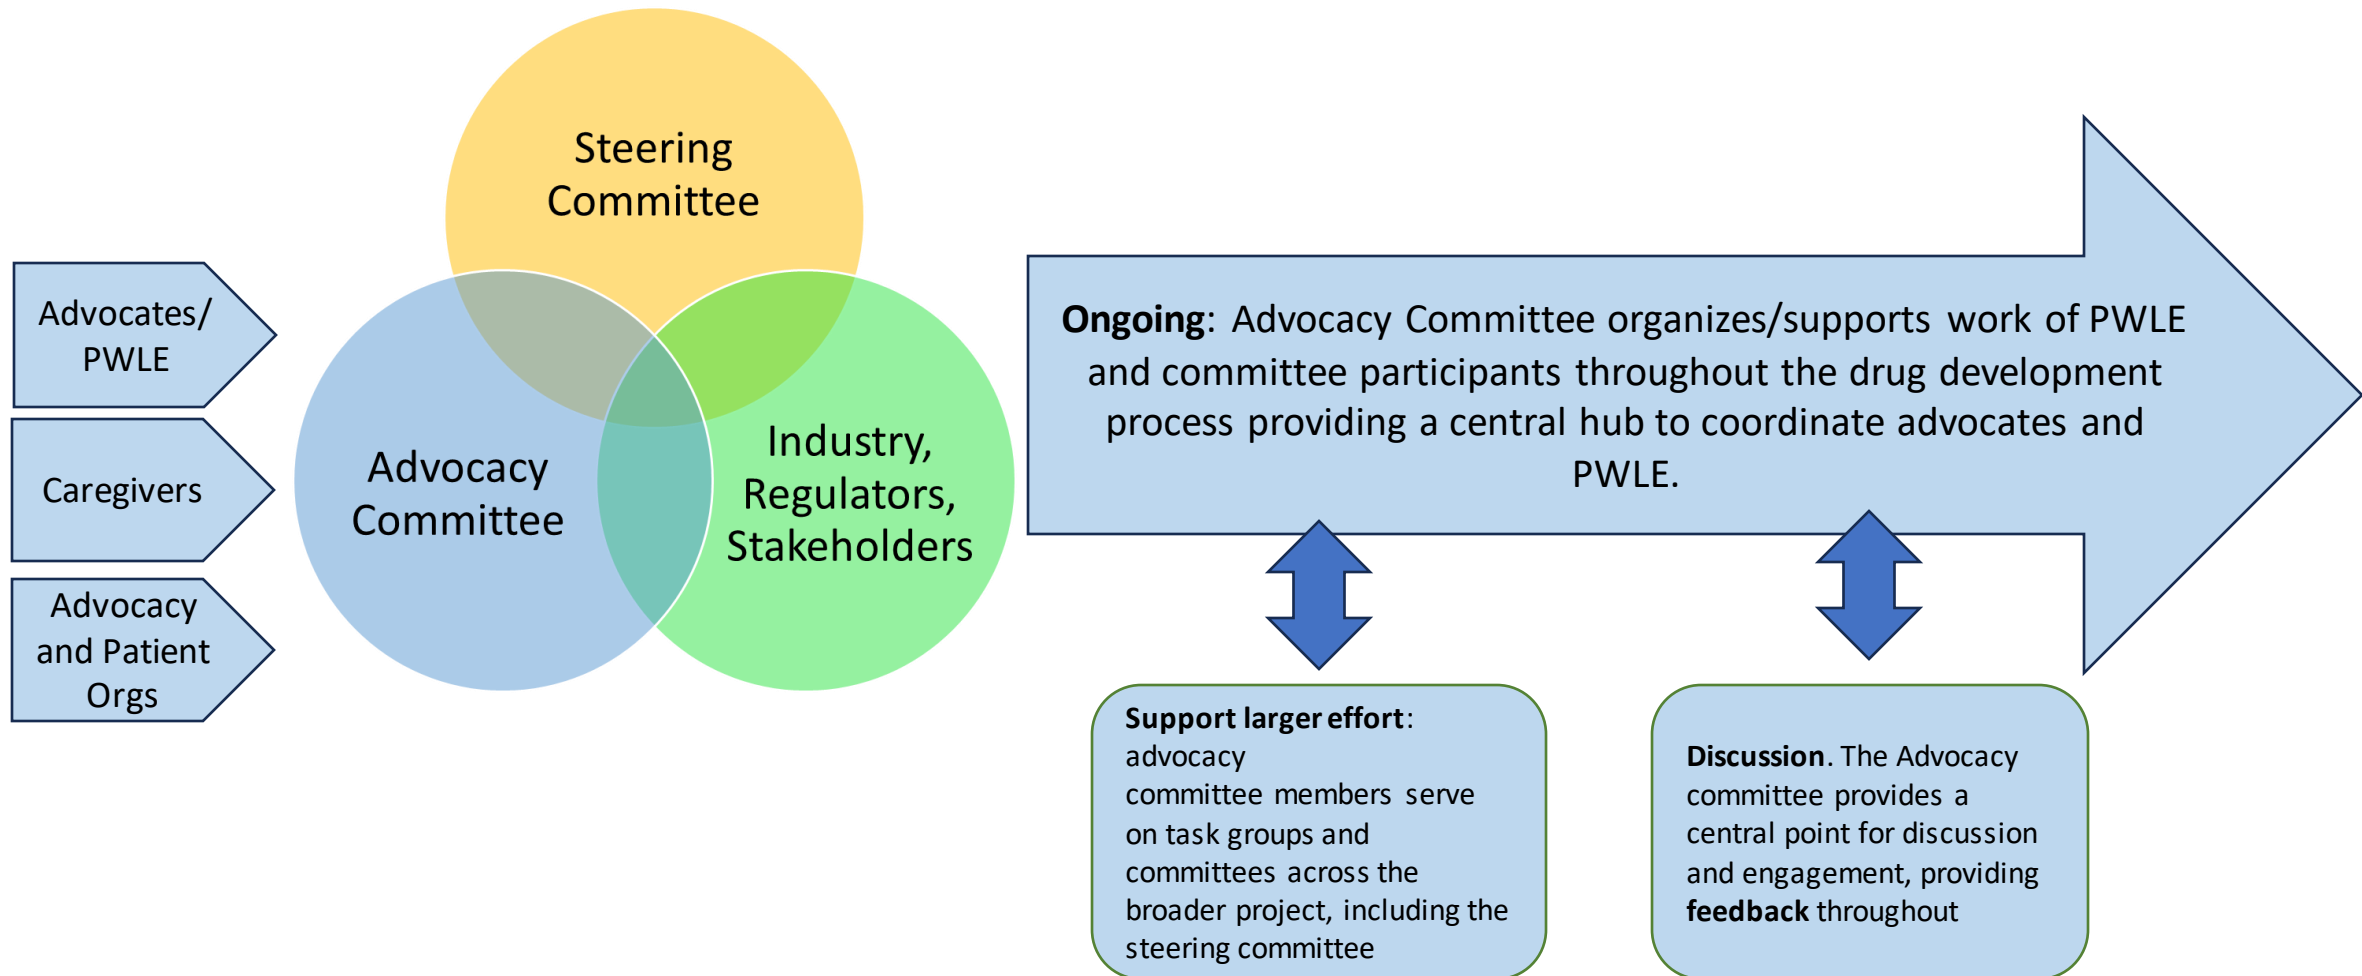 Steering
Committee
Advocates/
PWLE
Caregivers
Advocacy
and Patient
Orgs
Advocacy
Committee
Industry,
Regulators,
Stakeholders
Ongoing: Advocacy Committee organizes/supports work of PWLE
and committee participants throughout the drug development
process providing a central hub to coordinate advocates and
PWLE.
Support larger effort:
advocacy
committee members serve
on task groups and
committees across the
broader project, including the
steering committee
Discussion. The Advocacy
committee provides a
central point for discussion
and engagement, providing
feedback throughout